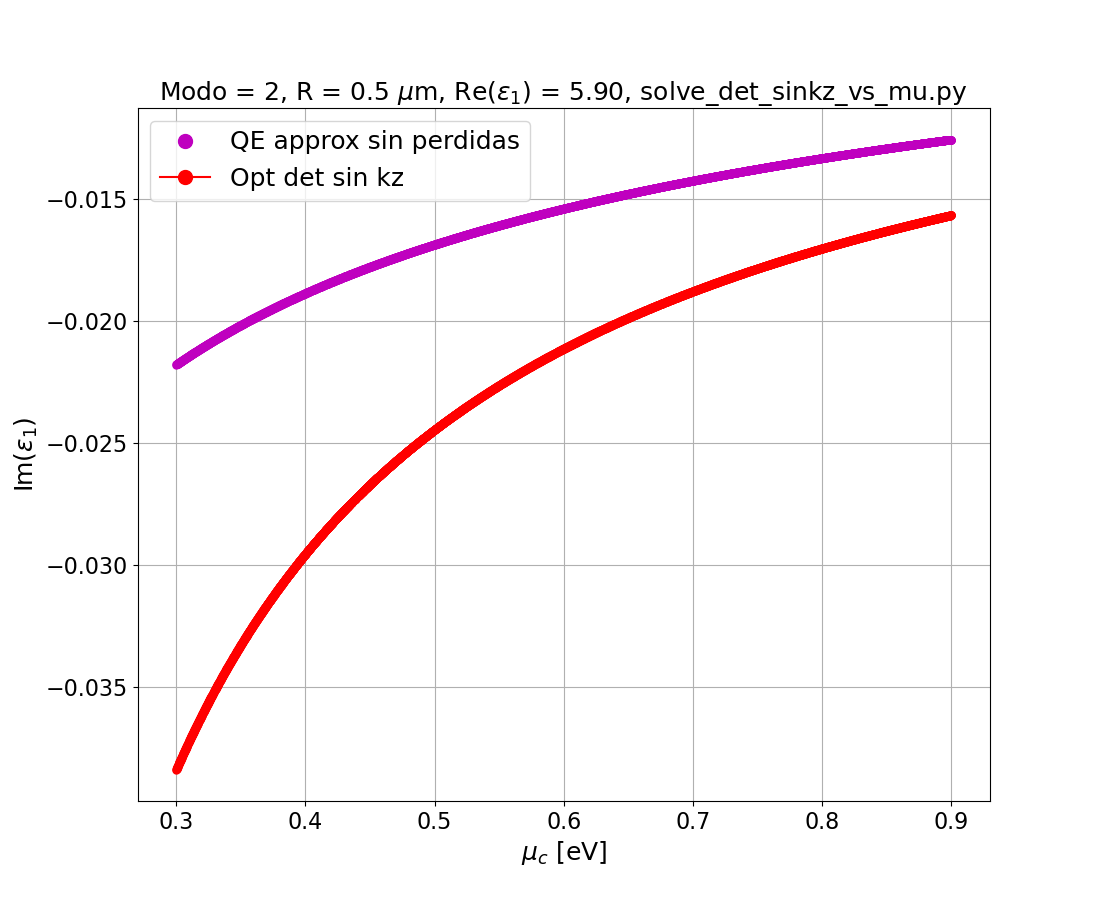 Modo = 2, R = 0.5 μm, Re(ε₁) = 5.90, solve_det_sinkz_vs_mu.py
QE approx sin perdidas
Opt det sin kz
−0.015
−0.020
−0.025
−0.030
−0.035
Im(ε₁)
0.3 0.4 0.5 0.6 0.7 0.8 0.9
μ_c [eV]